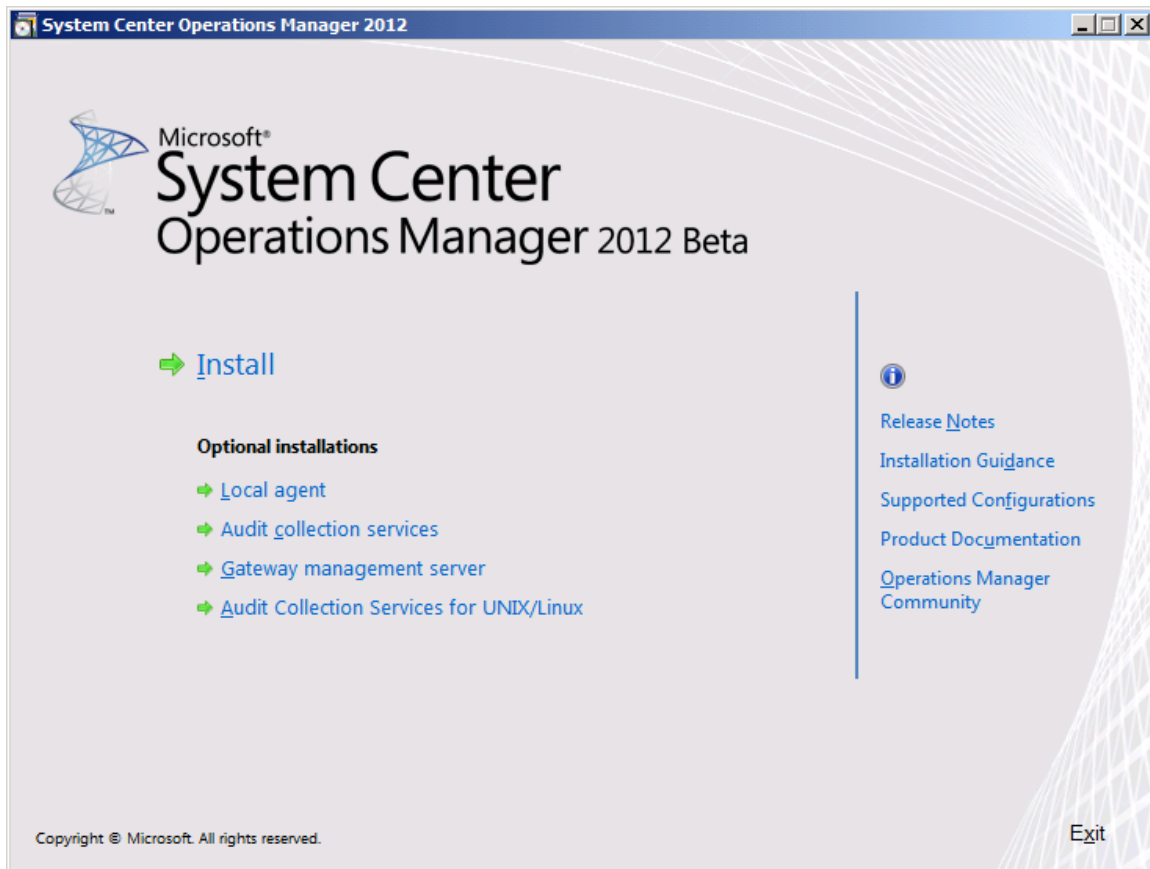 System Center Operations Manager 2012
Microsoft®
System Center
TM
Operations Manager 2012 Beta
Install
Optional installations
Local agent
Audit collection services
Gateway management server
Audit Collection Services for UNIX/Linux
Release Notes
Installation Guidance
Supported Configurations
Product Documentation
Operations Manager
Community
Copyright © Microsoft. All rights reserved.
Exit